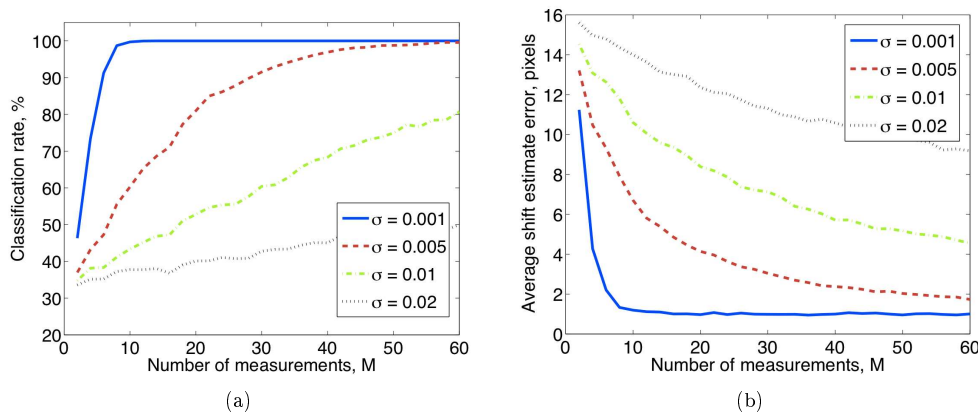 100
90
80
70
60
50
40
30
20
0
10
20
30
40
50
60
Classification rate, %
Number of measurements, M
σ = 0.001
σ = 0.005
σ = 0.01
σ = 0.02
(a)
16
14
12
10
8
6
4
2
0
0
10
20
30
40
50
60
Average shift estimate error, pixels
Number of measurements, M
σ = 0.001
σ = 0.005
σ = 0.01
σ = 0.02
(b)